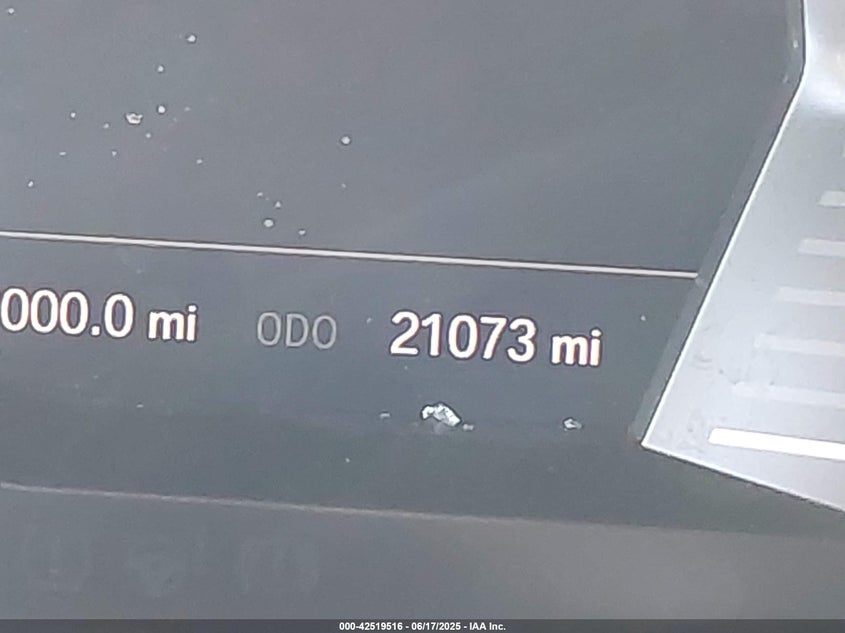 000.0 mi ODO 21073 mi
000-42519516 - 06/17/2025 - IAA Inc.